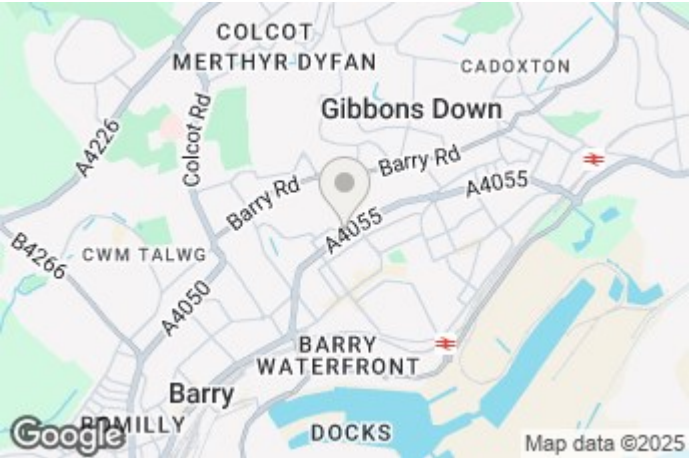 COLCOT
MERTHYR DYFAN
CADOXTON
Gibbons Down
A4226
Colcot Rd
Barry Rd
Barry Rd
A4055
A4055
B4266
CWM TALWG
A4050
BARRY
WATERFRONT
Barry
ROMILLY
DOCKS
Google
Map data ©2025